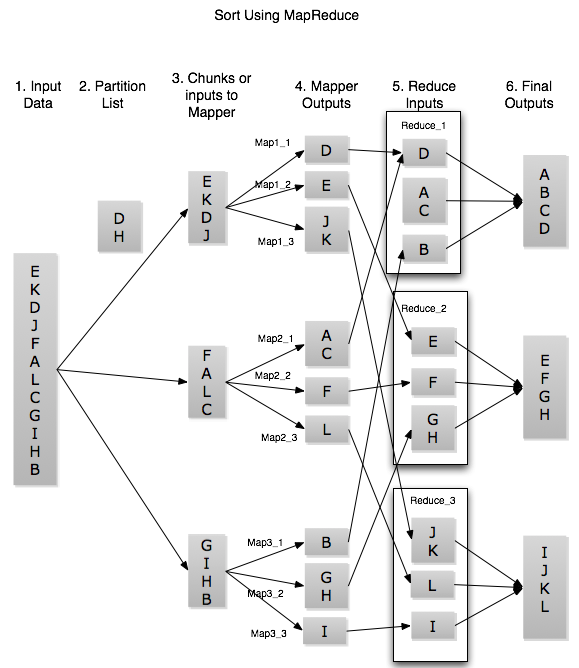 Sort Using MapReduce
1. Input
Data
2. Partition
List
3. Chunks or
inputs to
Mapper
4. Mapper
Outputs
5. Reduce
Inputs
6. Final
Outputs
E
K
D
J
F
A
L
C
G
I
H
B
D
H
E
K
D
J
F
A
L
C
G
I
H
B
Map1_1
Map1_2
Map1_3
Map2_1
Map2_2
Map2_3
Map3_1
Map3_2
Map3_3
D
E
J
K
A
C
F
L
B
G
H
I
Reduce_1
D
A
C
B
Reduce_2
E
F
G
H
Reduce_3
J
K
L
I
A
B
C
D
E
F
G
H
I
J
K
L